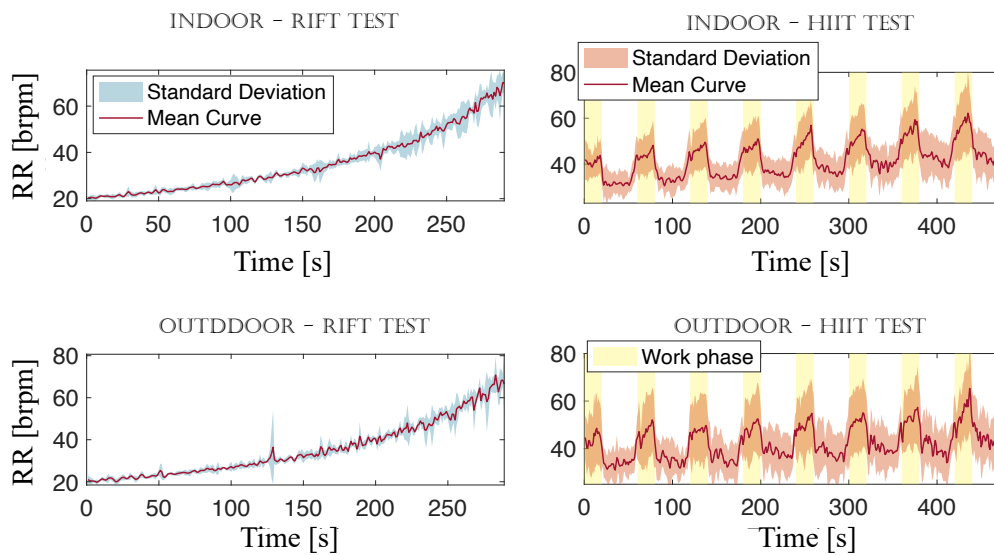 INDOOR – RIFT TEST
Standard Deviation
Mean Curve
RR [brpm]
60
40
20
0 50 100 150 200 250
Time [s]
INDOOR – HIIT TEST
Standard Deviation
Mean Curve
80
60
40
0 100 200 300 400
Time [s]
OUTDDOOR – RIFT TEST
RR [brpm]
80
60
40
20
0 50 100 150 200 250
Time [s]
OUTDOOR – HIIT TEST
Work phase
80
60
40
0 100 200 300 400
Time [s]